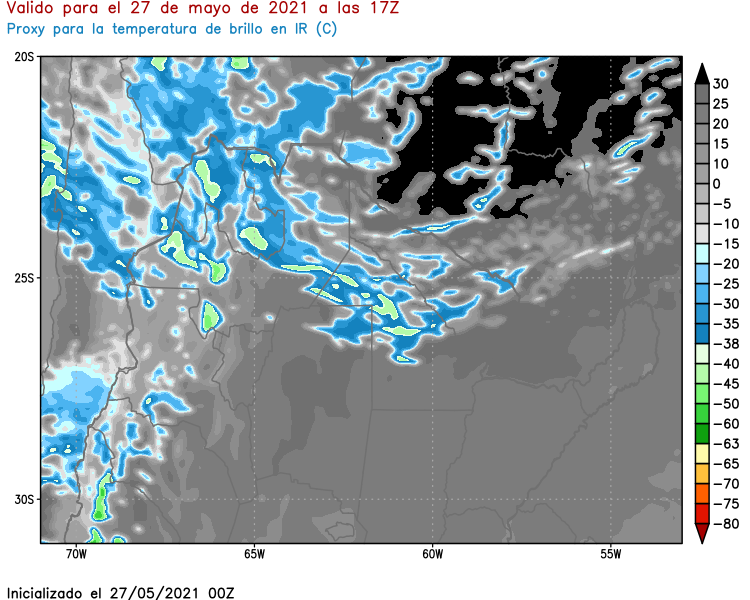 Valido para el 27 de mayo de 2021 a las 17Z
Proxy para la temperatura de brillo en IR (C)
20S
25S
30S
70W
65W
60W
55W
30
25
20
15
10
0
−5
−10
−15
−20
−25
−30
−35
−38
−40
−45
−50
−60
−63
−65
−70
−75
−80
Inicializado el 27/05/2021 00Z